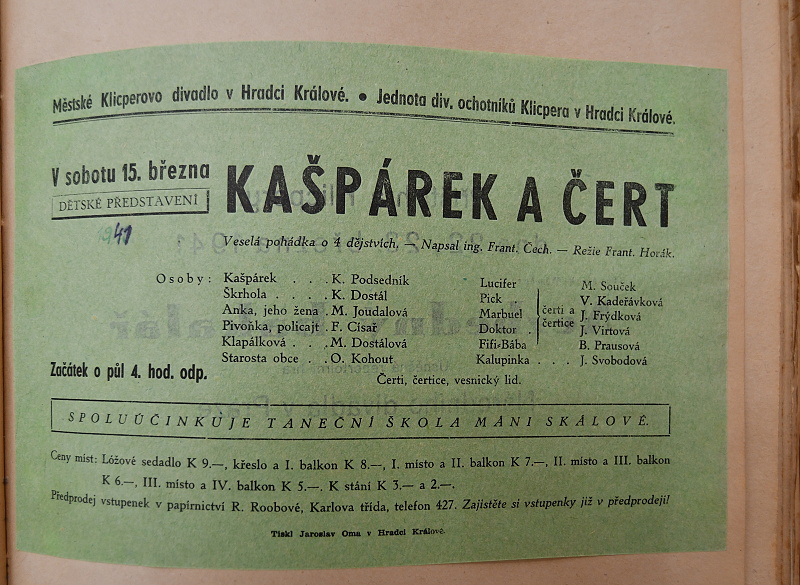 Městské Klicperovo divadlo v Hradci Králové. • Jednota div. ochotníků Klicpera v Hradci Králové.
V sobotu 15. března
DĚTSKÉ PŘEDSTAVENÍ
1941
KAŠPÁREK A ČERT
Veselá pohádka o 4 dějstvích. — Napsal ing. Frant. Čech. — Režie Frant. Horák.
Osoby: Kašpárek . . . K. Podsedník
Škrhola . . . . K. Dostál
Anka, jeho žena . M. Joudalová
Pivoňka, policajt . F. Císař
Klapálková . . . M. Dostálová
Starosta obce . . O. Kohout
Lucifer M. Souček
Pick V. Kadeřávková
Marbuel čerti a J. Frýdková
Doktor . čertice J. Virtová
Fifi-Bába B. Prausová
Kalupinka . . . J. Svobodová
Čerti, čertice, vesnický lid.
Začátek o půl 4. hod. odp.
SPOLUÚČINKUJE TANEČNÍ ŠKOLA MÁNI SKÁLOVÉ.
Ceny míst: Lóžové sedadlo K 9.—, křeslo a I. balkon K 8.—, I. místo a II. balkon K 7.—, II. místo a III. balkon
K 6.—, III. místo a IV. balkon K 5.—. K stání K 3.— a 2.—.
Předprodej vstupenek v papírnictví R. Roobové, Karlova třída, telefon 427. Zajistěte si vstupenky již v předprodeji!
Tiskl Jaroslav Oma v Hradci Králové.